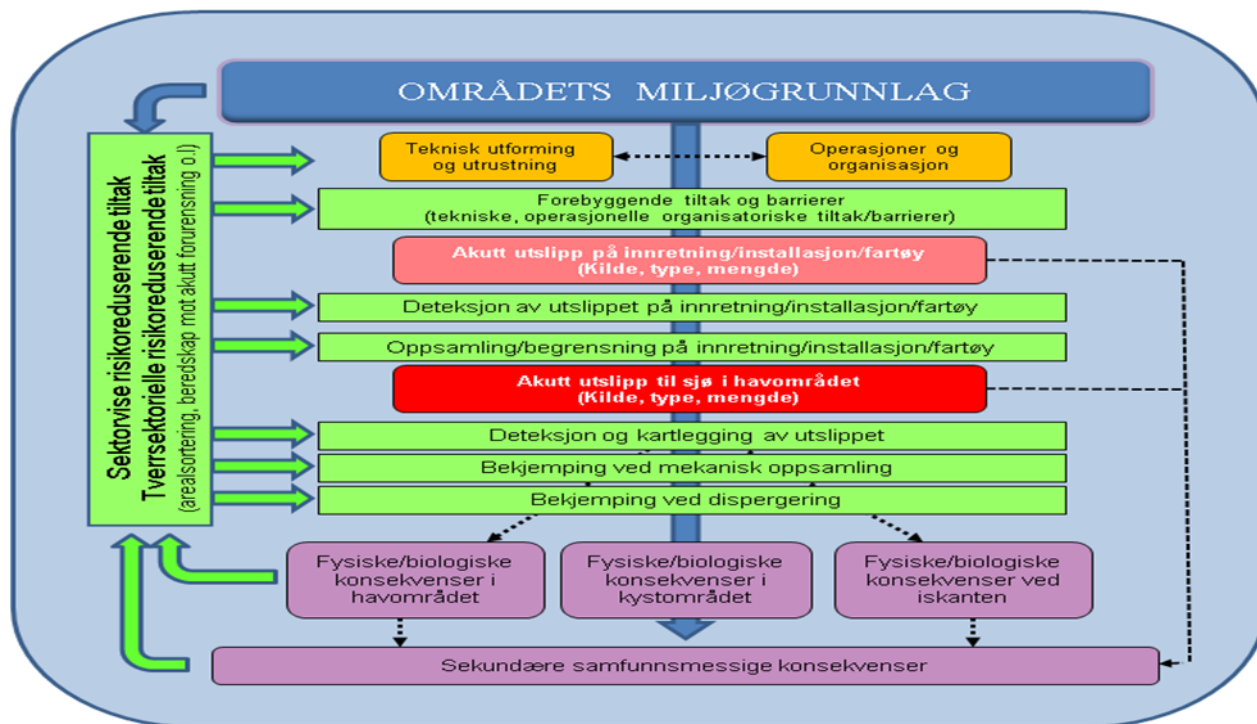 OMRÅDETS MILJØGRUNNLAG
Sektorvise risikoreduserende tiltak
Tverrsektorielle risikoreduserende tiltak
(arealsortering, beredskap mot akutt forurensning o.l)
Teknisk utforming
og utrustning
Operasjoner og
organisasjon
Forebyggende tiltak og barrierer
(tekniske, operasjonelle organisatoriske tiltak/barrierer)
Akutt utslipp på innretning/installasjon/fartøy
(Kilde, type, mengde)
Deteksjon av utslippet på innretning/installasjon/fartøy
Oppsamling/begrensning på innretning/installasjon/fartøy
Akutt utslipp til sjø i havområdet
(Kilde, type, mengde)
Deteksjon og kartlegging av utslippet
Bekjemping ved mekanisk oppsamling
Bekjemping ved dispergering
Fysiske/biologiske
konsekvenser i
havområdet
Fysiske/biologiske
konsekvenser i
kystområdet
Fysiske/biologiske
konsekvenser ved
iskanten
Sekundære samfunnsmessige konsekvenser